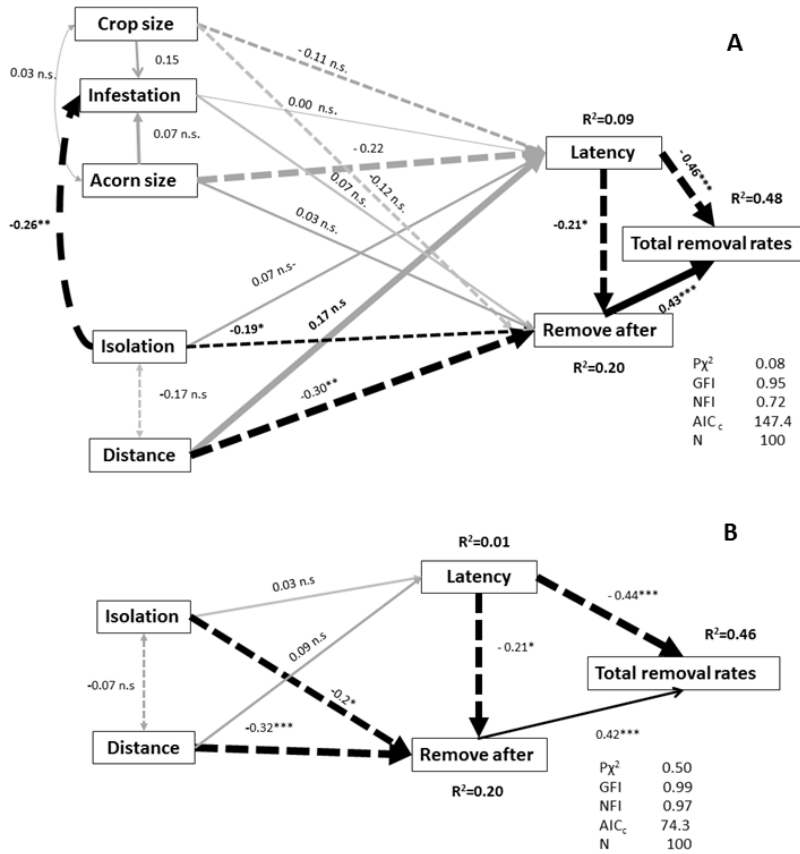 Crop size
A
- 0.11 n.s.
0.15
0.03 n.s.
Infestation
0.00 n.s.
R²=0.09
0.07 n.s.
Latency
- 0.22
- 0.46***
Acorn size
R²=0.48
-0.12 n.s.
0.07 n.s.
0.03 n.s.
-0.26**
-0.21*
Total removal rates
0.07 n.s-
0.17 n.s
0.43***
Isolation
-0.19*
Remove after
R²=0.20
-0.17 n.s
-0.30**
Distance
Pχ² 0.08
GFI 0.95
NFI 0.72
AICc 147.4
N 100
B
R²=0.01
Latency
0.03 n.s
Isolation
- 0.44***
0.09 n.s
R²=0.46
- 0.21*
Total removal rates
-0.07 n.s
-0.2*
-0.32***
Distance
Remove after
0.42***
R²=0.20
Pχ² 0.50
GFI 0.99
NFI 0.97
AICc 74.3
N 100